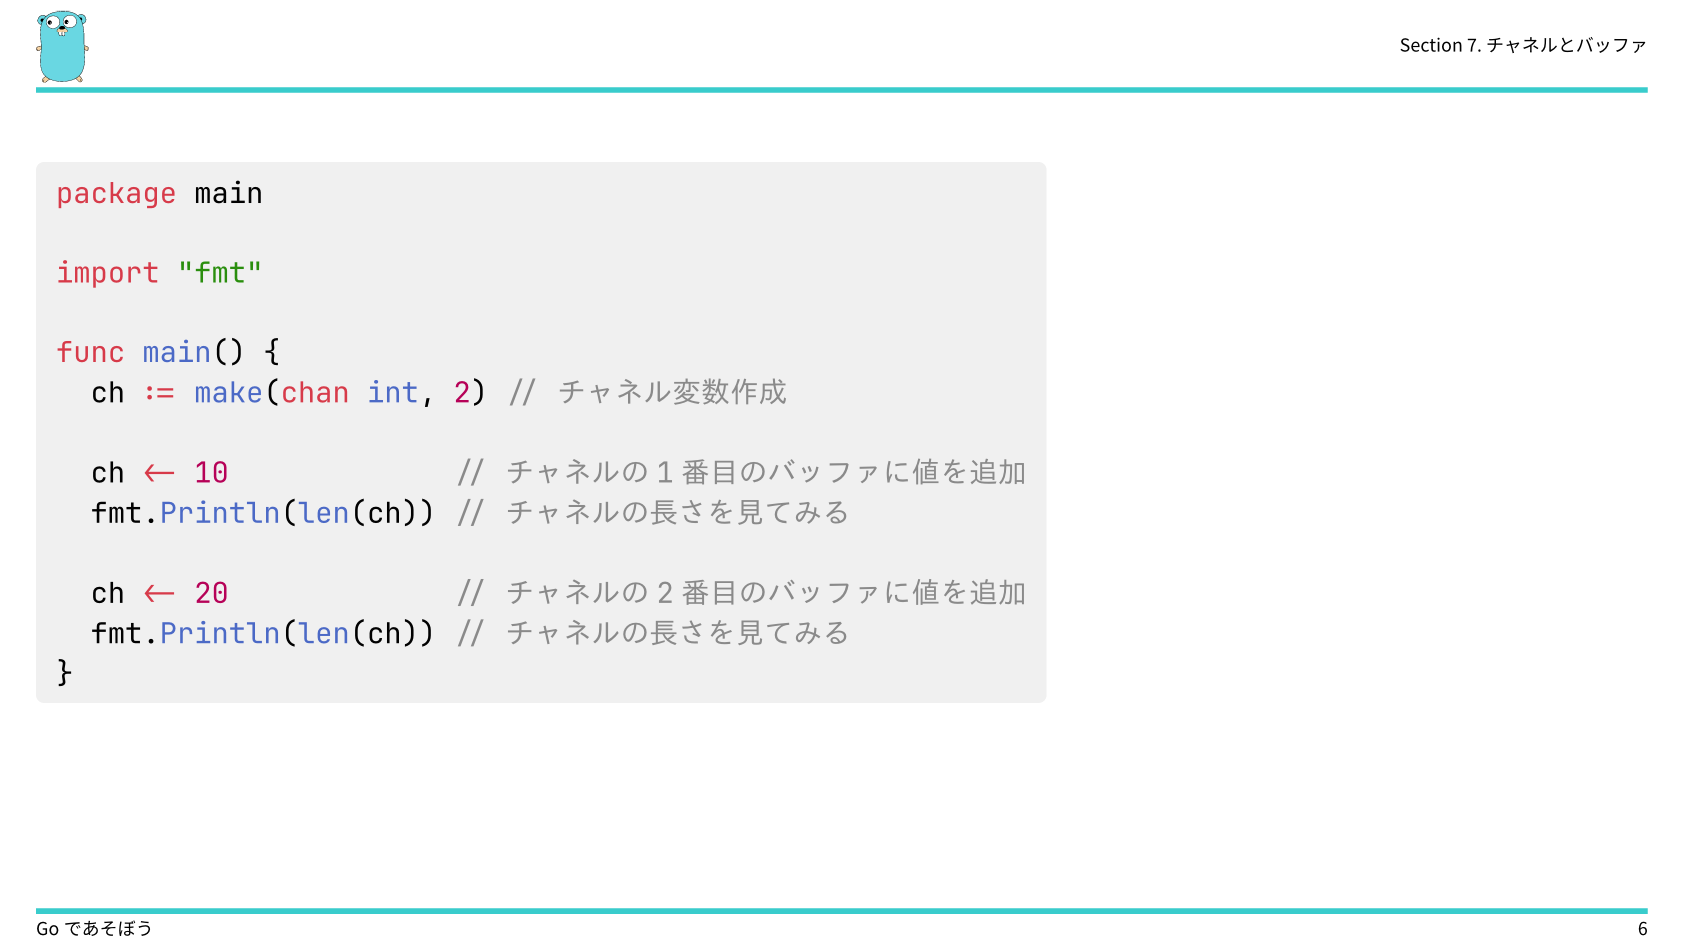 Section 7. チャネルとバッファ
package main
import "fmt"
func main() {
ch := make(chan int, 2) // チャネル変数作成
ch <- 10 // チャネルの 1 番目のバッファに値を追加
fmt.Println(len(ch)) // チャネルの長さを見てみる
ch <- 20 // チャネルの 2 番目のバッファに値を追加
fmt.Println(len(ch)) // チャネルの長さを見てみる
}
Go であそぼう
6